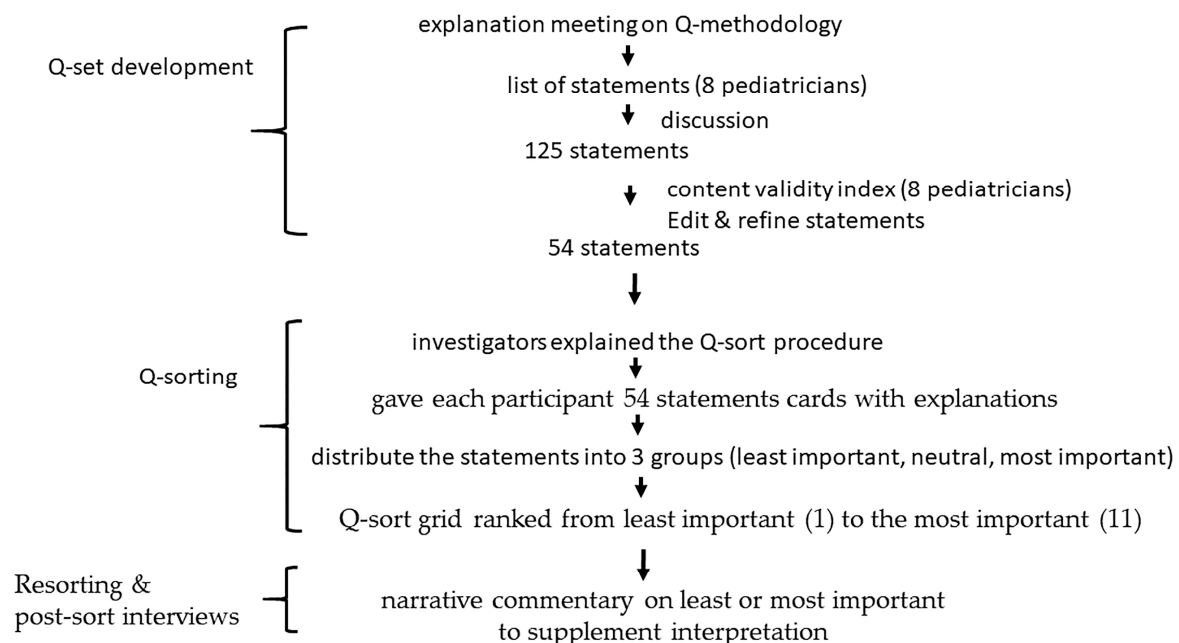 explanation meeting on Q-methodology
Q-set development
list of statements (8 pediatricians)
discussion
125 statements
content validity index (8 pediatricians)
Edit & refine statements
54 statements
investigators explained the Q-sort procedure
Q-sorting
gave each participant 54 statements cards with explanations
distribute the statements into 3 groups (least important, neutral, most important)
Q-sort grid ranked from least important (1) to the most important (11)
Resorting &
post-sort interviews
narrative commentary on least or most important
to supplement interpretation